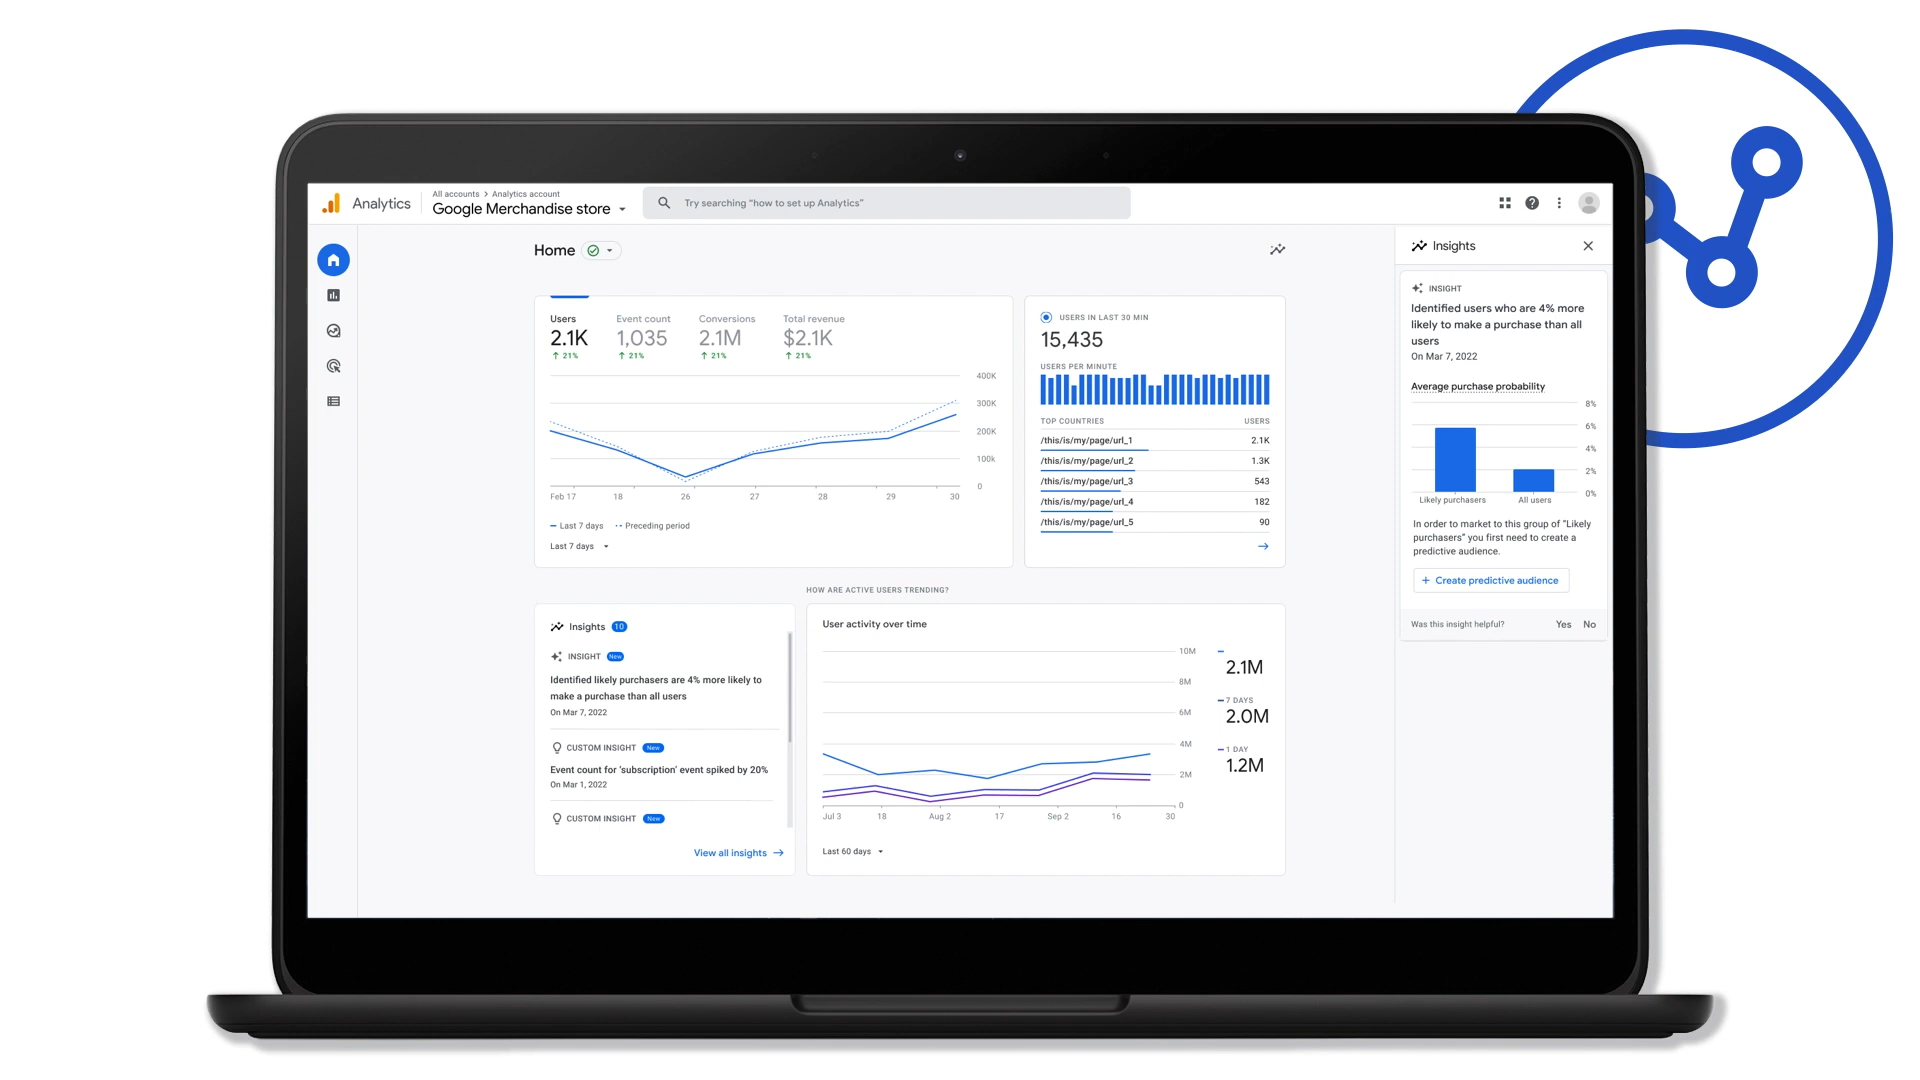 Analytics
All accounts > Analytics account
Google Merchandise store
Try searching “how to set up Analytics”
Home
Users
2.1K
21%
Event count
1,035
21%
Conversions
2.1M
21%
Total revenue
$2.1K
21%
400K
300K
200K
100k
0
Feb 17 18 26 27 28 29 30
Last 7 days Preceding period
Last 7 days
USERS IN LAST 30 MIN
15,435
USERS PER MINUTE
TOP COUNTRIES USERS
/this/is/my/page/url_1 2.1K
/this/is/my/page/url_2 1.3K
/this/is/my/page/url_3 543
/this/is/my/page/url_4 182
/this/is/my/page/url_5 90
Insights 10
INSIGHT New
Identified likely purchasers are 4% more likely to
make a purchase than all users
On Mar 7, 2022
CUSTOM INSIGHT New
Event count for ‘subscription’ event spiked by 20%
On Mar 1, 2022
CUSTOM INSIGHT New
View all insights
HOW ARE ACTIVE USERS TRENDING?
User activity over time
10M
8M
6M
4M
2M
0
Jul 3 18 Aug 2 17 Sep 2 16 30
2.1M
7 DAYS
2.0M
1 DAY
1.2M
Last 60 days
Insights
INSIGHT
Identified users who are 4% more
likely to make a purchase than all
users
On Mar 7, 2022
Average purchase probability
8%
6%
4%
2%
0%
Likely purchasers All users
In order to market to this group of “Likely
purchasers” you first need to create a
predictive audience.
+ Create predictive audience
Was this insight helpful? Yes No